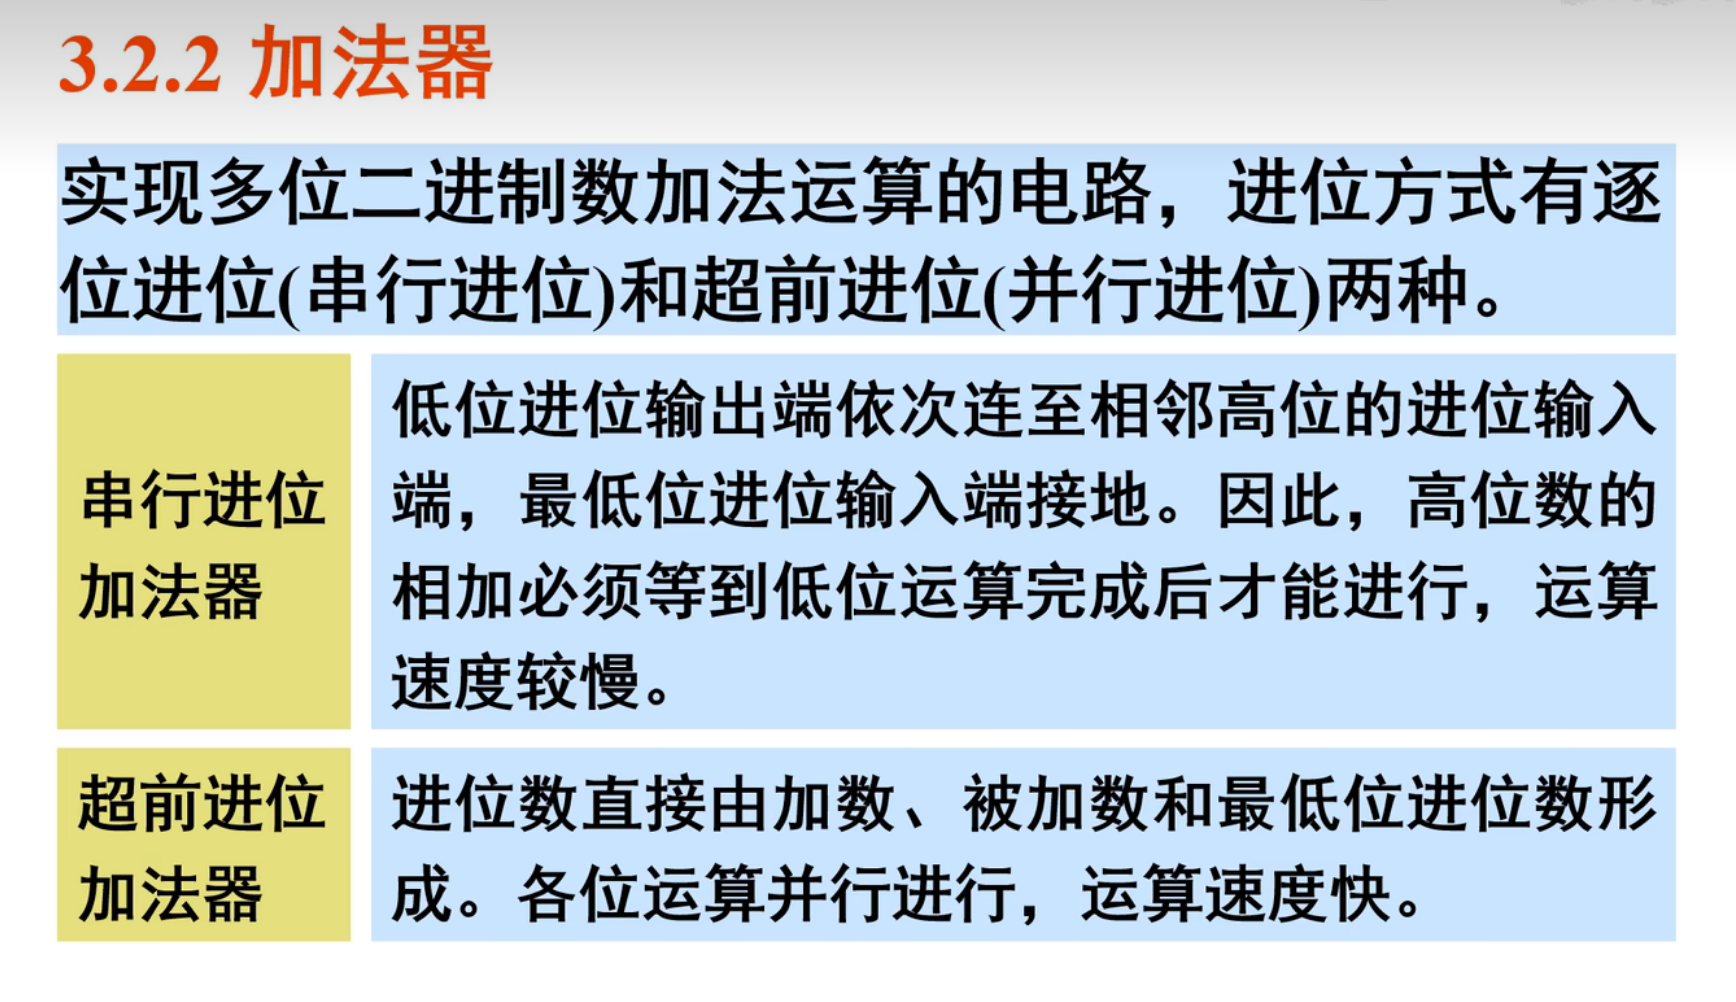 3.2.2 加法器
实现多位二进制数加法运算的电路，进位方式有逐
位进位(串行进位)和超前进位(并行进位)两种。
串行进位
加法器
低位进位输出端依次连至相邻高位的进位输入
端，最低位进位输入端接地。因此，高位数的
相加必须等到低位运算完成后才能进行，运算
速度较慢。
超前进位
加法器
进位数直接由加数、被加数和最低位进位数形
成。各位运算并行进行，运算速度快。